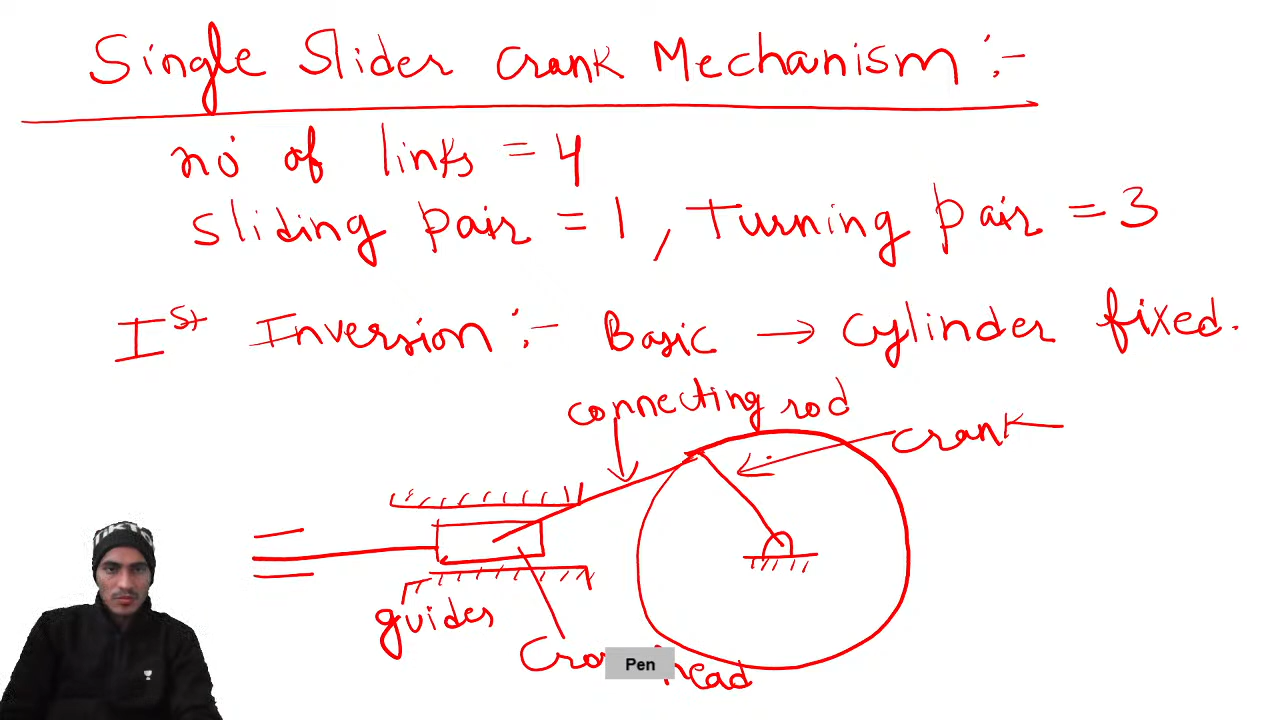 Single Slider Crank Mechanism :-
no of links = 4
sliding pair = 1, Turning pair = 3
Ist Inversion :- Basic → cylinder fixed.
connecting rod
crank
guides
Pen